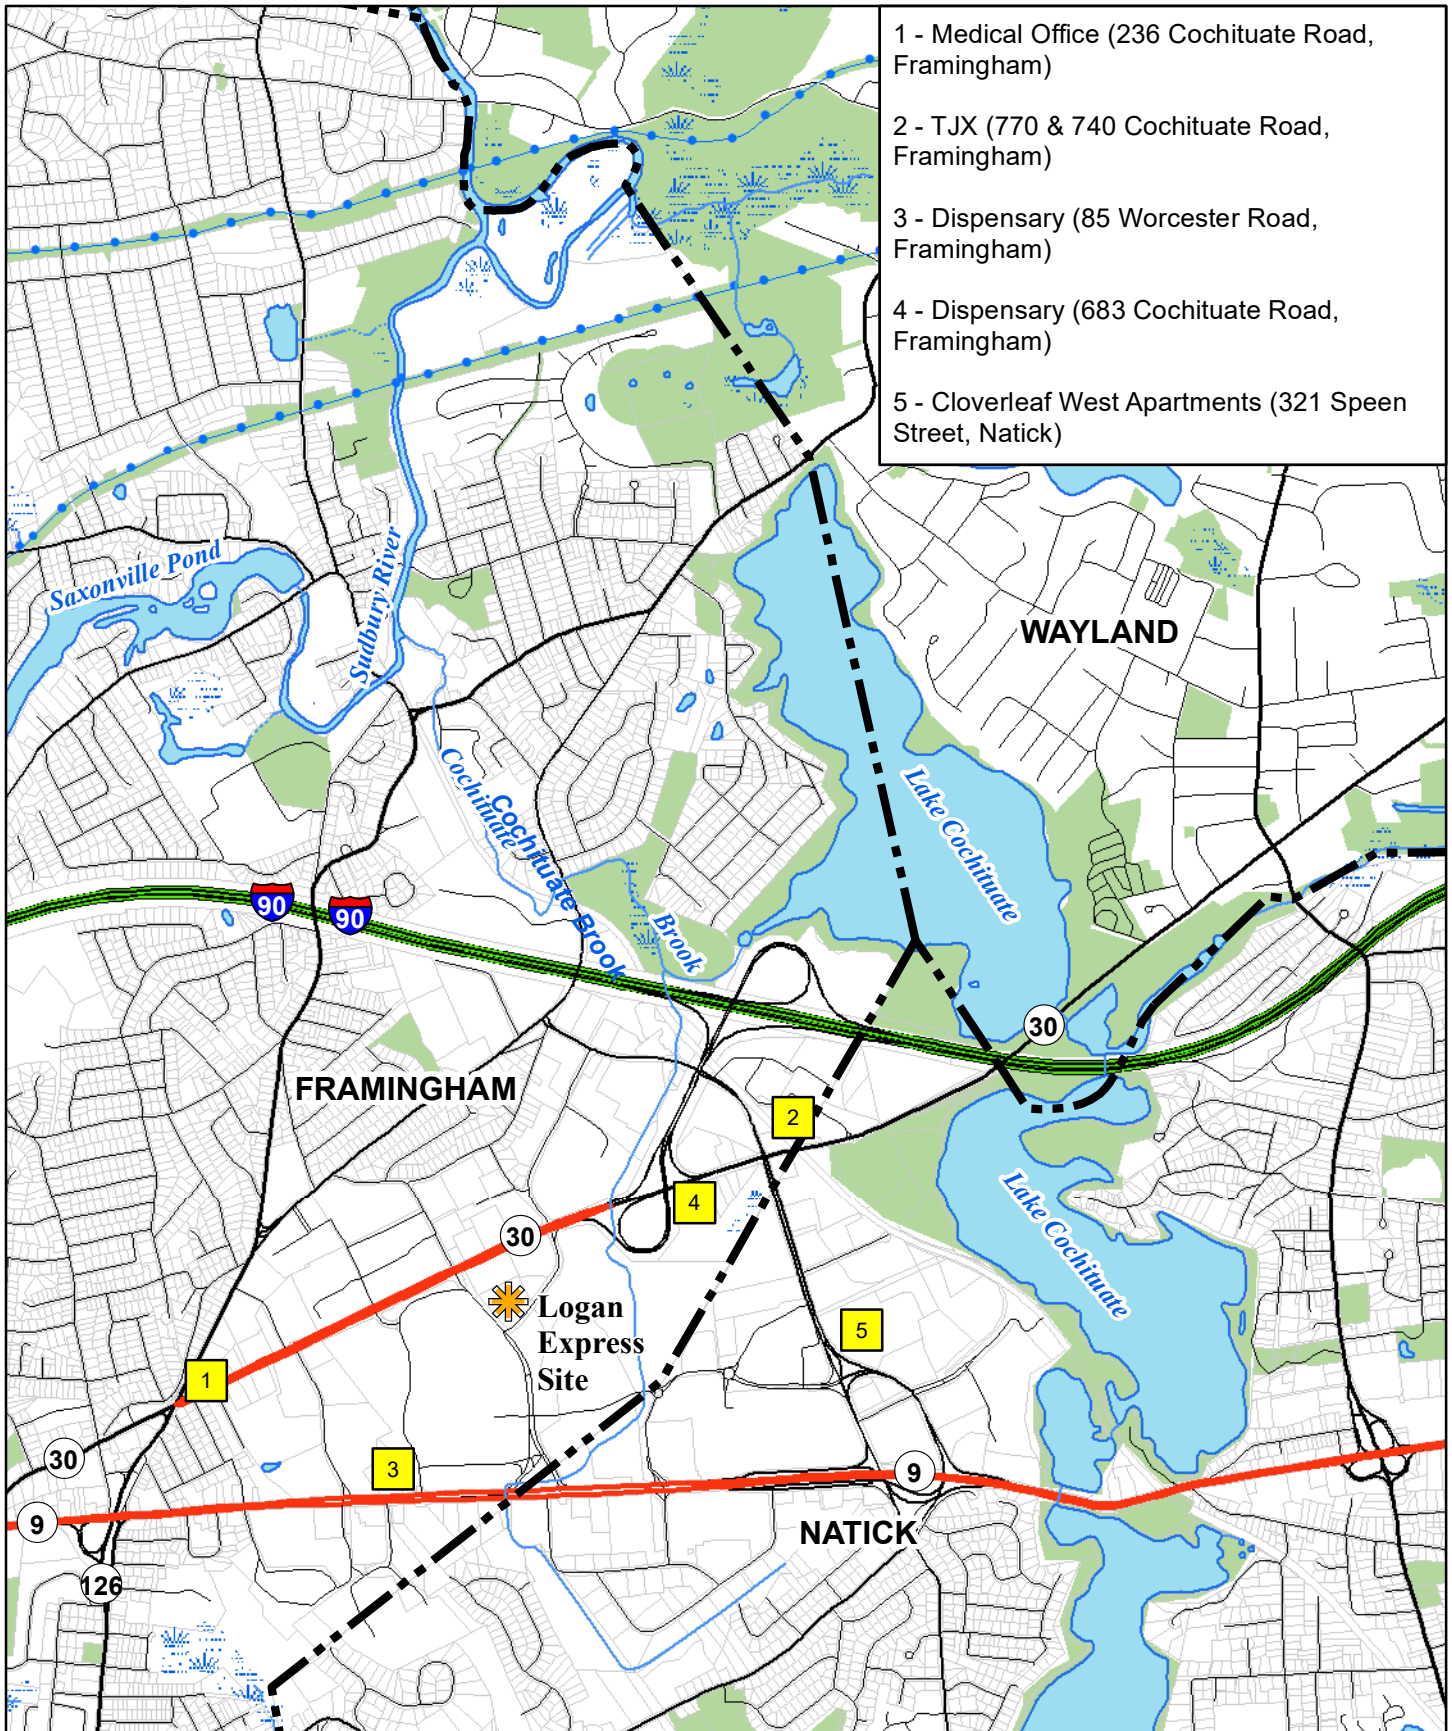 1 - Medical Office (236 Cochituate Road,
Framingham)
2 - TJX (770 & 740 Cochituate Road,
Framingham)
3 - Dispensary (85 Worcester Road,
Framingham)
4 - Dispensary (683 Cochituate Road,
Framingham)
5 - Cloverleaf West Apartments (321 Speen
Street, Natick)
Saxonville Pond
Sudbury River
WAYLAND
Cochituate
Brook
Cochituate Brook
Lake Cochituate
90
90
30
FRAMINGHAM
2
4
30
Lake Cochituate
Logan
Express
Site
5
1
30
3
9
9
NATICK
126